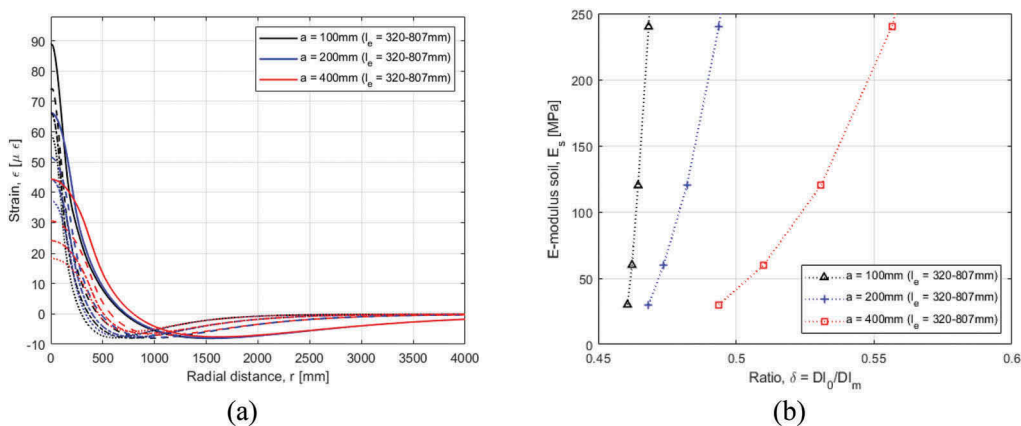 90
80
70
60
50
40
30
20
10
0
-10
Strain, ϵ [μ ϵ]
a = 100mm (l_e = 320-807mm)
a = 200mm (l_e = 320-807mm)
a = 400mm (l_e = 320-807mm)
0 500 1000 1500 2000 2500 3000 3500 4000
Radial distance, r [mm]
(a)
250
200
150
100
50
0
E-modulus soil, E_s [MPa]
a = 100mm (l_e = 320-807mm)
a = 200mm (l_e = 320-807mm)
a = 400mm (l_e = 320-807mm)
0.45 0.5 0.55 0.6
Ratio, δ = DI_0/DI_m
(b)